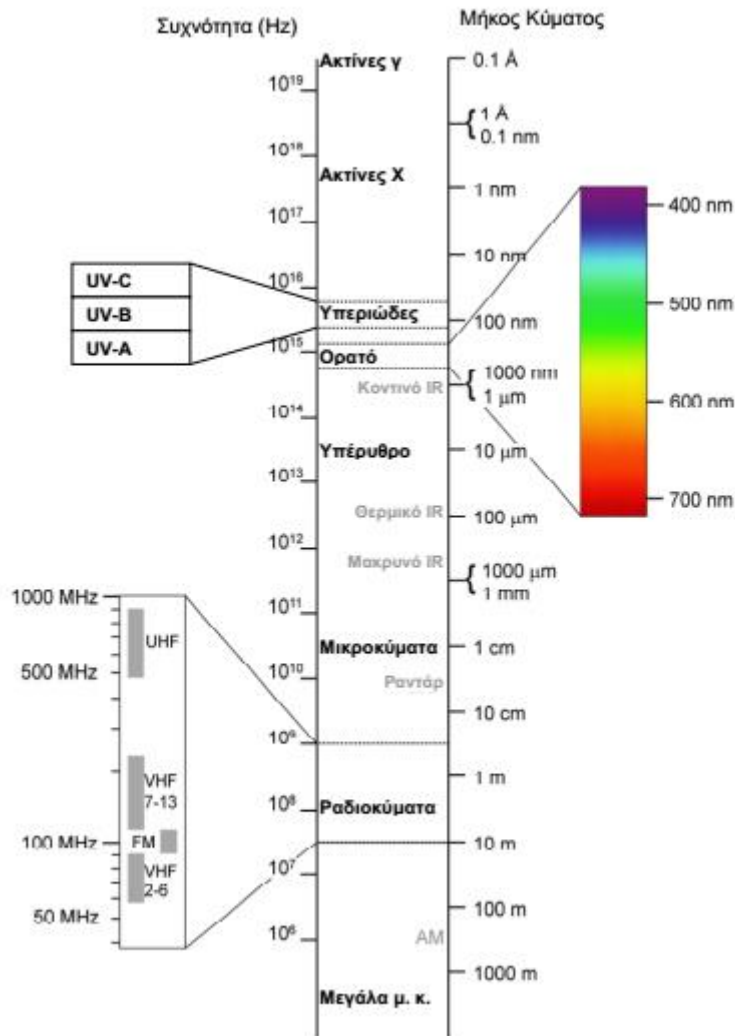 Συχνότητα (Hz)
Μήκος Κύματος
10¹⁹
10¹⁸
10¹⁷
10¹⁶
10¹⁵
10¹⁴
10¹³
10¹²
10¹¹
10¹⁰
10⁹
10⁸
10⁷
10⁶
Ακτίνες γ
Ακτίνες Χ
Υπεριώδες
Ορατό
Κοντινό IR
Υπέρυθρο
Θερμικό IR
Μακρυνό IR
Μικροκύματα
Ραντάρ
Ραδιοκύματα
AM
Μεγάλα μ. κ.
0.1 Å
1 Å
0.1 nm
1 nm
10 nm
100 nm
1000 nm
1 μm
10 μm
100 μm
1000 μm
1 mm
1 cm
10 cm
1 m
10 m
100 m
1000 m
UV-C
UV-B
UV-A
400 nm
500 nm
600 nm
700 nm
1000 MHz
500 MHz
100 MHz
50 MHz
UHF
VHF
7-13
FM
VHF
2-6